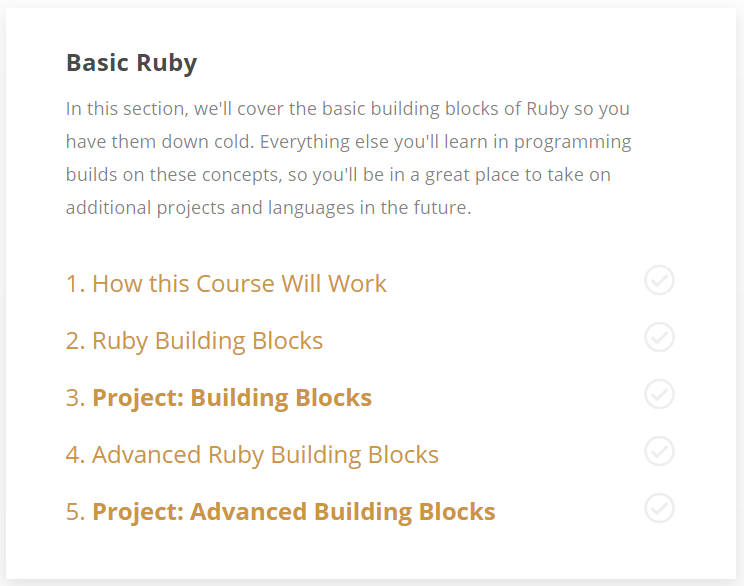 Basic Ruby
In this section, we'll cover the basic building blocks of Ruby so you
have them down cold. Everything else you'll learn in programming
builds on these concepts, so you'll be in a great place to take on
additional projects and languages in the future.
1. How this Course Will Work
2. Ruby Building Blocks
3. Project: Building Blocks
4. Advanced Ruby Building Blocks
5. Project: Advanced Building Blocks